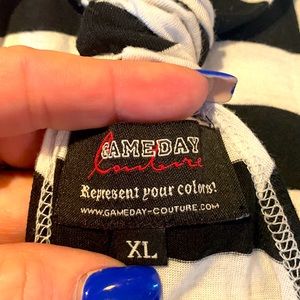 GAMEDAY
Couture
Represent your colors!
WWW.GAMEDAY-COUTURE.COM
XL